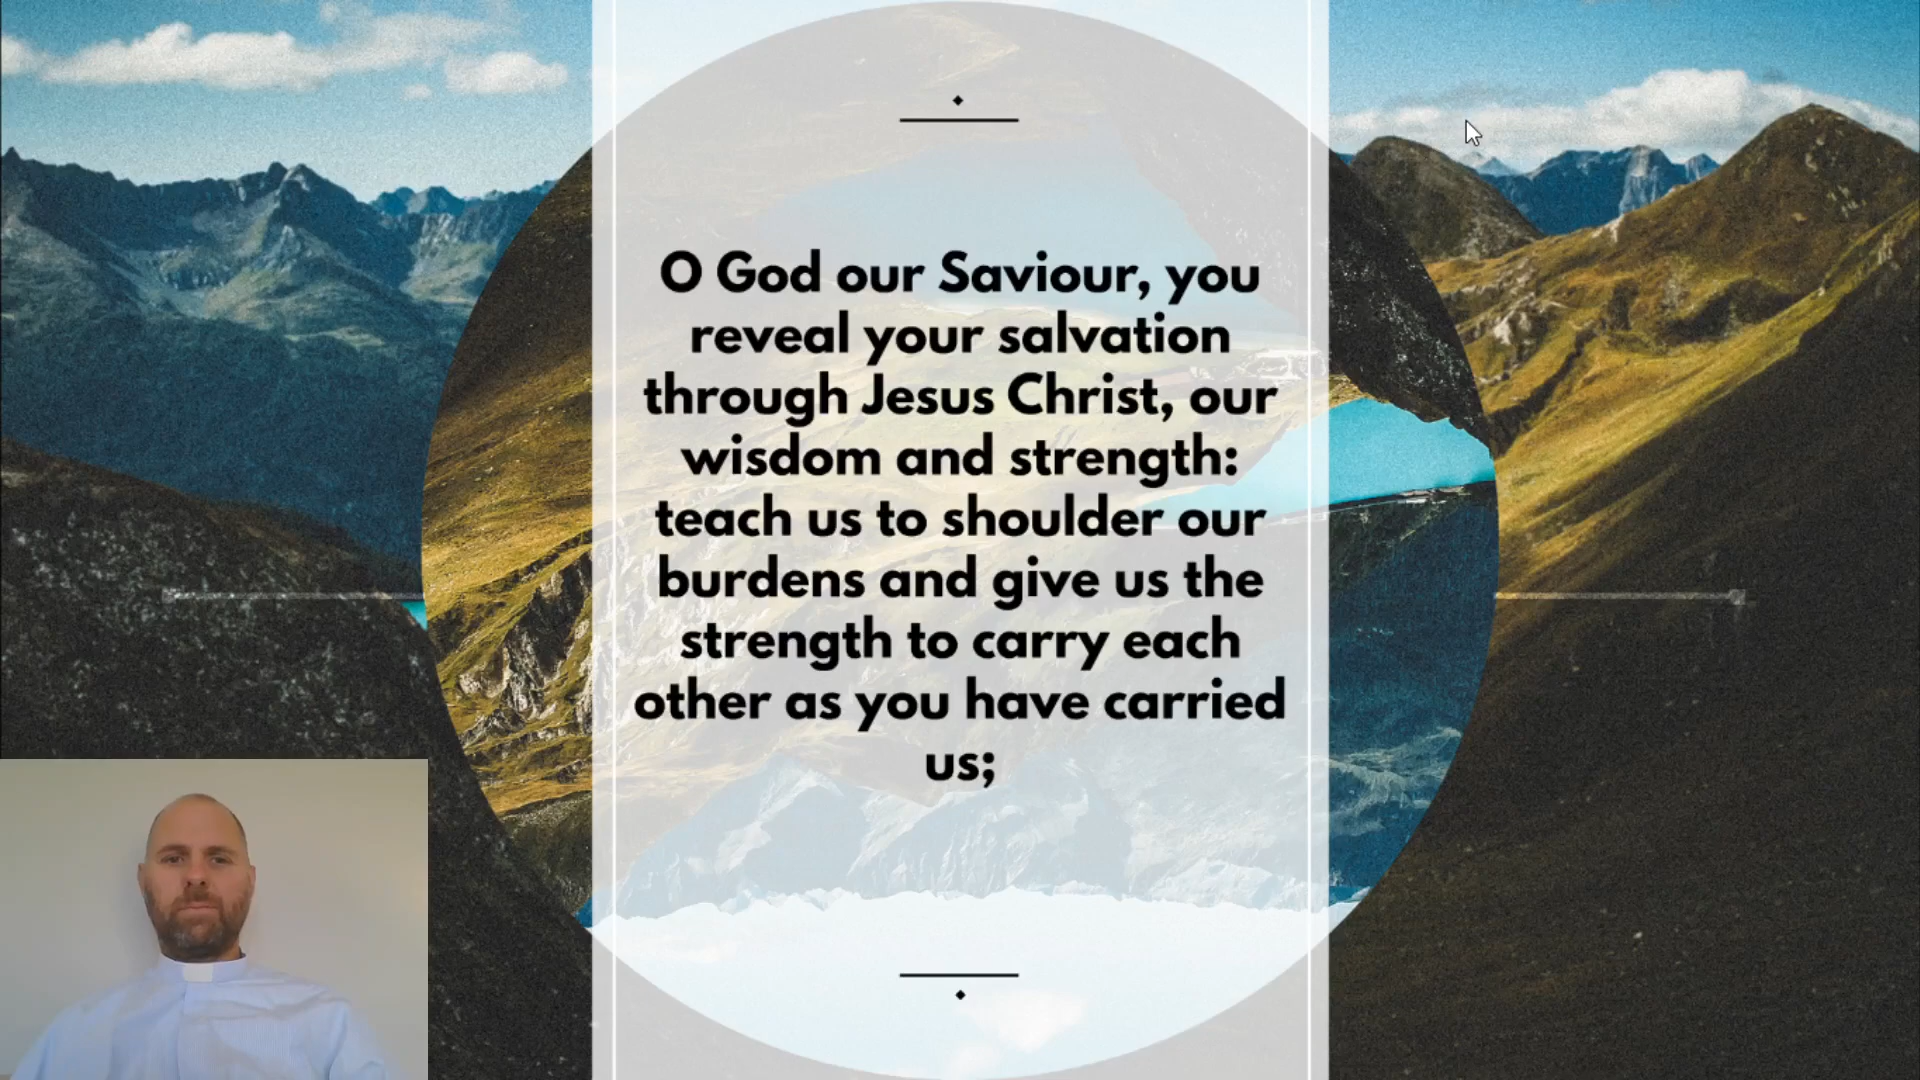 O God our Saviour, you
reveal your salvation
through Jesus Christ, our
wisdom and strength:
teach us to shoulder our
burdens and give us the
strength to carry each
other as you have carried
us;